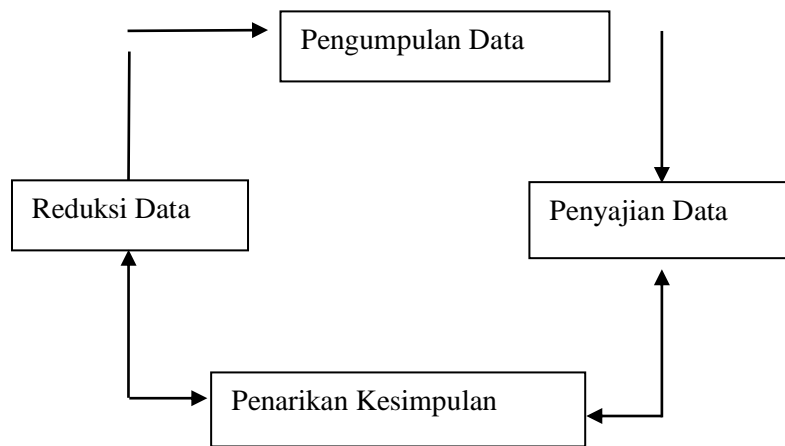 Pengumpulan Data
Reduksi Data
Penyajian Data
Penarikan Kesimpulan